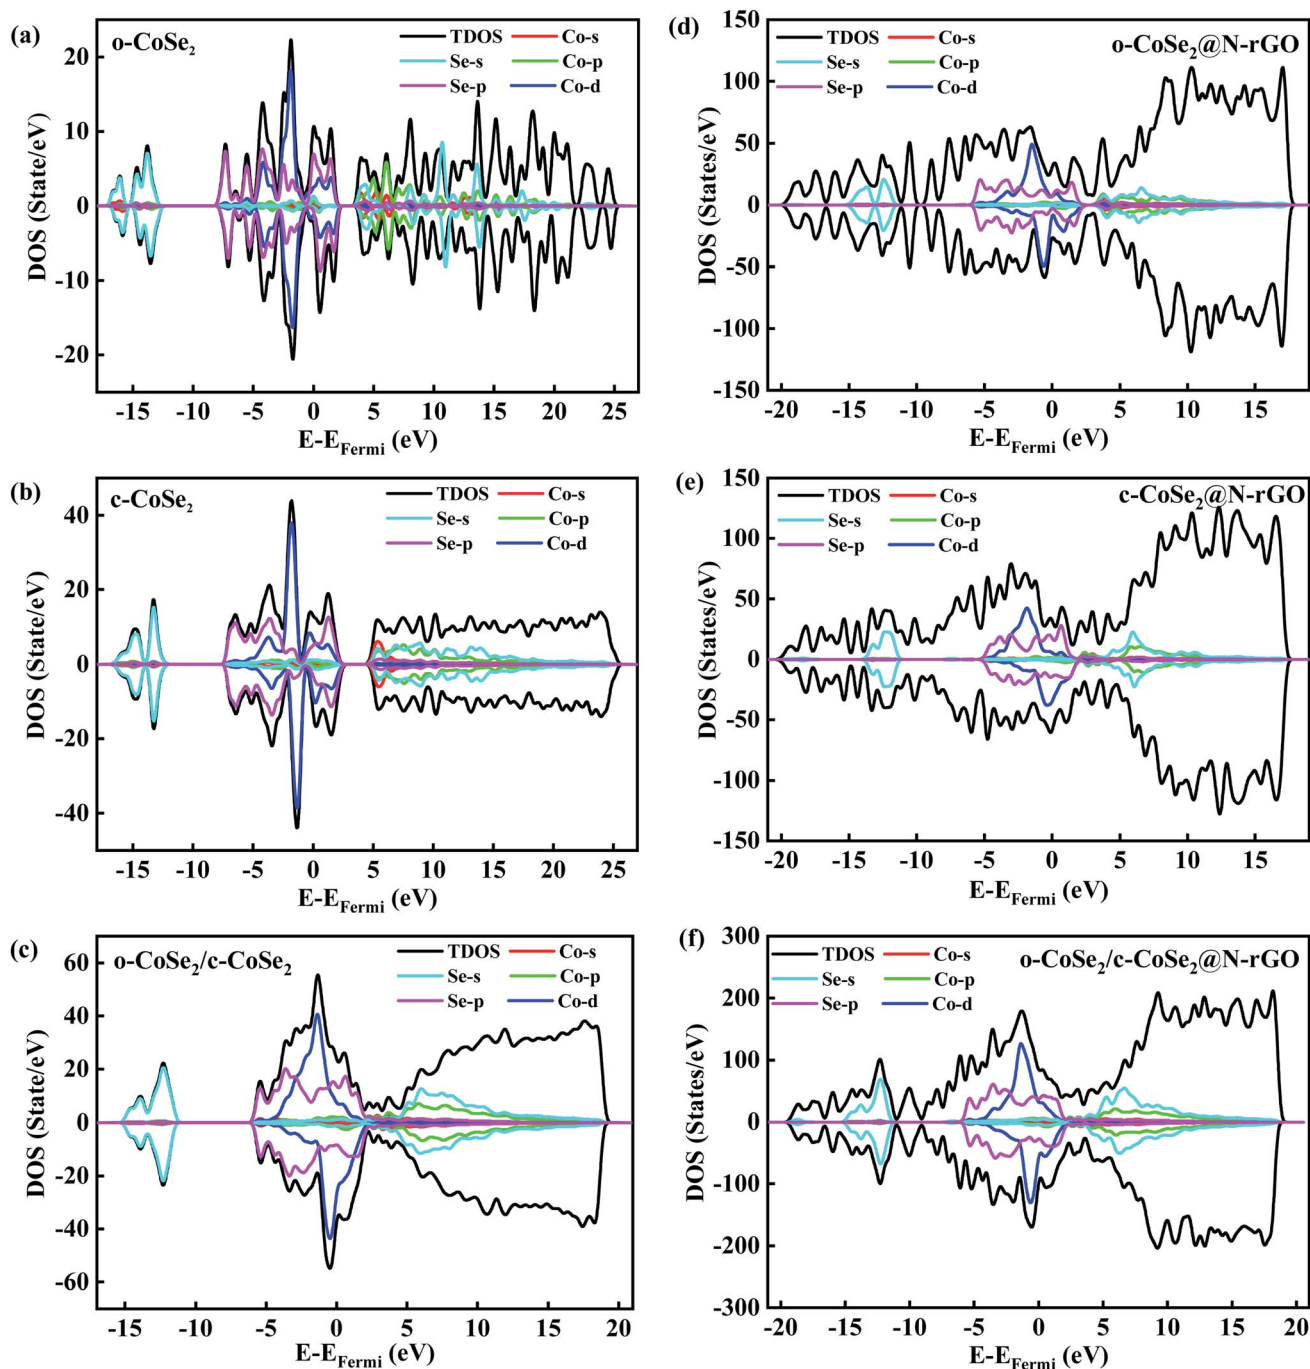 (a)
o-CoSe2
TDOS Co-s
Se-s Co-p
Se-p Co-d
20
10
0
-10
-20
DOS (State/eV)
-15 -10 -5 0 5 10 15 20 25
E-EFermi (eV)
(d)
o-CoSe2@N-rGO
TDOS Co-s
Se-s Co-p
Se-p Co-d
150
100
50
0
-50
-100
-150
DOS (States/eV)
-20 -15 -10 -5 0 5 10 15
E-EFermi (eV)
(b)
c-CoSe2
TDOS Co-s
Se-s Co-p
Se-p Co-d
40
20
0
-20
-40
DOS (State/eV)
-15 -10 -5 0 5 10 15 20 25
E-EFermi (eV)
(e)
c-CoSe2@N-rGO
TDOS Co-s
Se-s Co-p
Se-p Co-d
150
100
50
0
-50
-100
-150
DOS (States/eV)
-20 -15 -10 -5 0 5 10 15
E-EFermi (eV)
(c)
o-CoSe2/c-CoSe2
TDOS Co-s
Se-s Co-p
Se-p Co-d
60
40
20
0
-20
-40
-60
DOS (State/eV)
-15 -10 -5 0 5 10 15 20
E-EFermi (eV)
(f)
o-CoSe2/c-CoSe2@N-rGO
TDOS Co-s
Se-s Co-p
Se-p Co-d
300
200
100
0
-100
-200
-300
DOS (States/eV)
-20 -15 -10 -5 0 5 10 15 20
E-EFermi (eV)